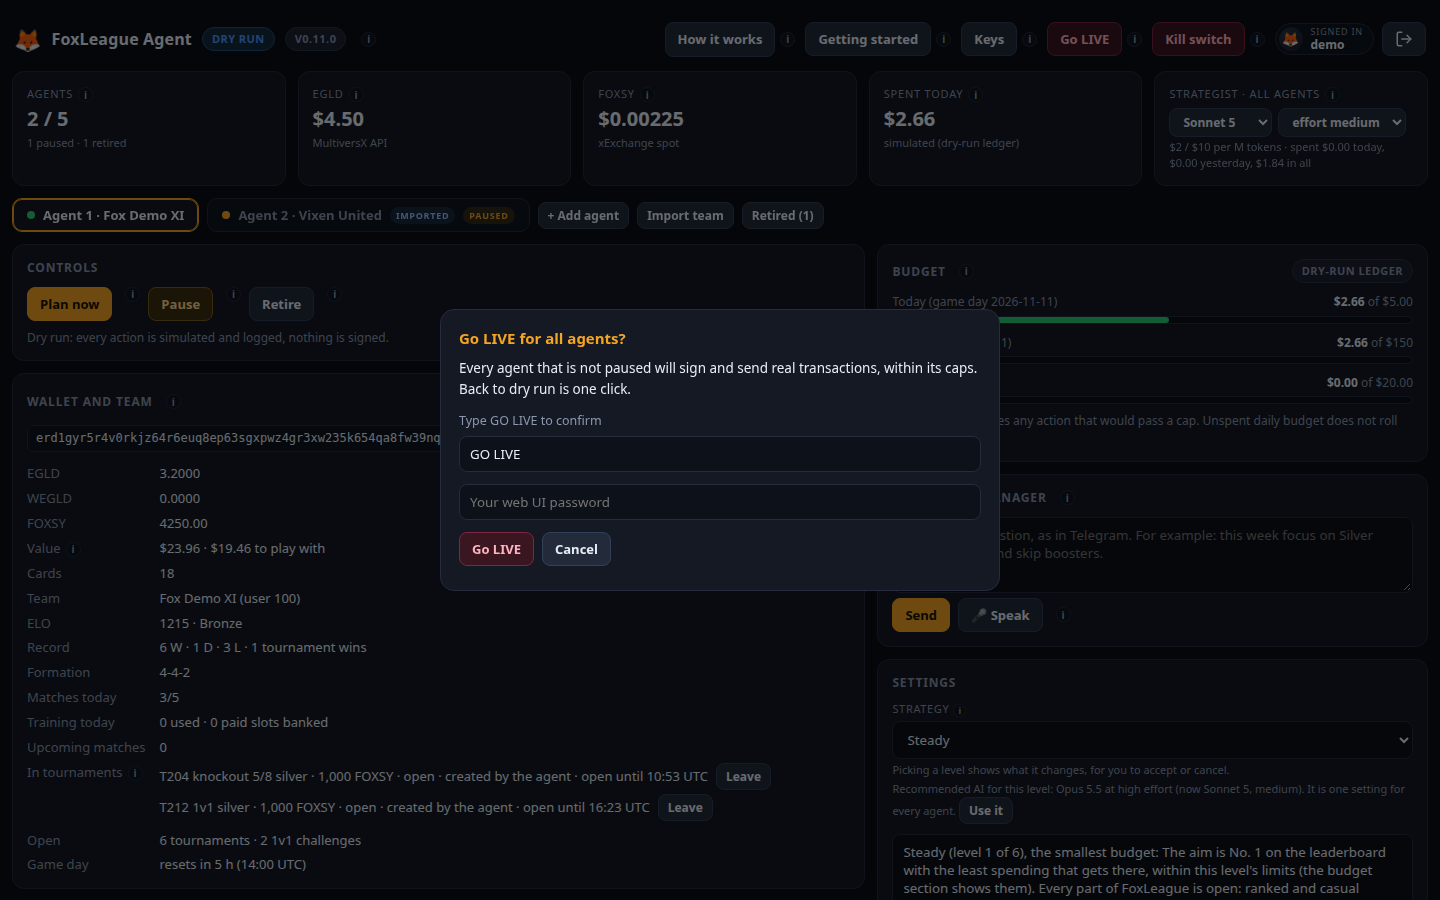 FoxLeague Agent
DRY RUN
V0.11.0
How it works
Getting started
Keys
Go LIVE
Kill switch
SIGNED IN
demo
AGENTS
2 / 5
1 paused · 1 retired
EGLD
$4.50
MultiversX API
FOXSY
$0.00225
xExchange spot
SPENT TODAY
$2.66
simulated (dry-run ledger)
STRATEGIST · ALL AGENTS
Sonnet 5
effort medium
$2 / $10 per M tokens · spent $0.00 today,
$0.00 yesterday, $1.84 in all
Agent 1 · Fox Demo XI
Agent 2 · Vixen United
IMPORTED
PAUSED
+ Add agent
Import team
Retired (1)
CONTROLS
Plan now
Pause
Retire
Dry run: every action is simulated and logged, nothing is signed.
WALLET AND TEAM
erd1gyr5r4v0rkjz64r6euq8ep63sgxpwz4gr3xw235k654qa8fw39nq
EGLD 3.2000
WEGLD 0.0000
FOXSY 4250.00
Value $23.96 · $19.46 to play with
Cards 18
Team Fox Demo XI (user 100)
ELO 1215 · Bronze
Record 6 W · 1 D · 3 L · 1 tournament wins
Formation 4-4-2
Matches today 3/5
Training today 0 used · 0 paid slots banked
Upcoming matches 0
In tournaments T204 knockout 5/8 silver · 1,000 FOXSY · open · created by the agent · open until 10:53 UTC Leave
T212 1v1 silver · 1,000 FOXSY · open · created by the agent · open until 16:23 UTC Leave
Open 6 tournaments · 2 1v1 challenges
Game day resets in 5 h (14:00 UTC)
Go LIVE for all agents?
Every agent that is not paused will sign and send real transactions, within its caps.
Back to dry run is one click.
Type GO LIVE to confirm
GO LIVE
Your web UI password
Go LIVE
Cancel
BUDGET
DRY-RUN LEDGER
Today (game day 2026-11-11) $2.66 of $5.00
1) $2.66 of $150
$0.00 of $20.00
any action that would pass a cap. Unspent daily budget does not roll
as in Telegram. For example: this week focus on Silver
skip boosters.
Send
Speak
SETTINGS
STRATEGY
Steady
Picking a level shows what it changes, for you to accept or cancel.
Recommended AI for this level: Opus 5.5 at high effort (now Sonnet 5, medium). It is one setting for
every agent. Use it
Steady (level 1 of 6), the smallest budget: The aim is No. 1 on the leaderboard
with the least spending that gets there, within this level's limits (the budget
section shows them). Every part of FoxLeague is open: ranked and casual